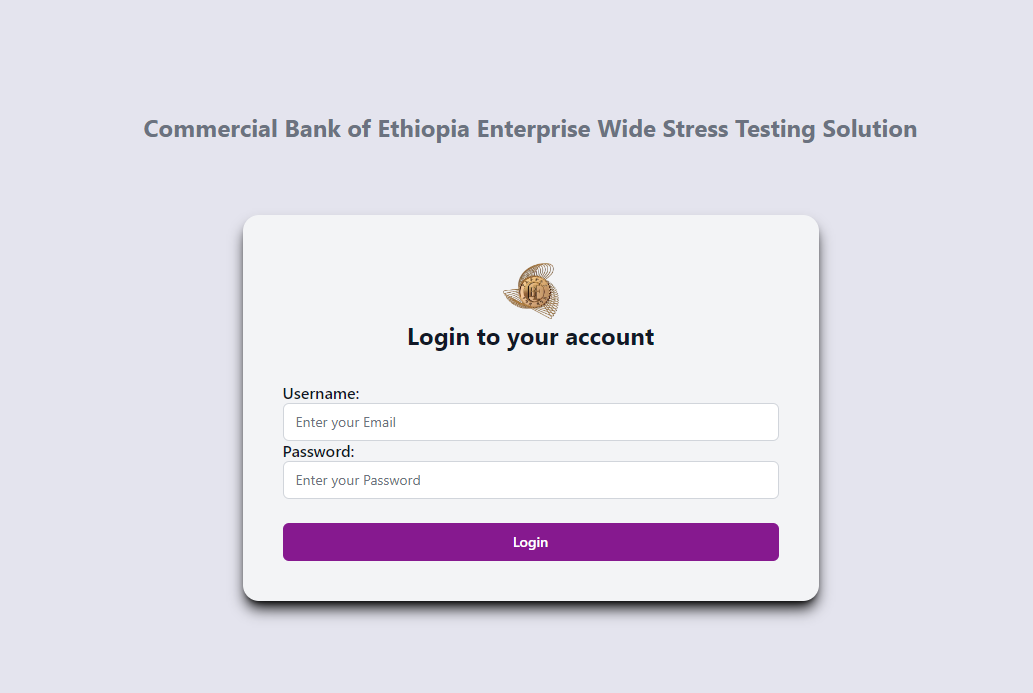 Commercial Bank of Ethiopia Enterprise Wide Stress Testing Solution
Login to your account
Username:
Enter your Email
Password:
Enter your Password
Login